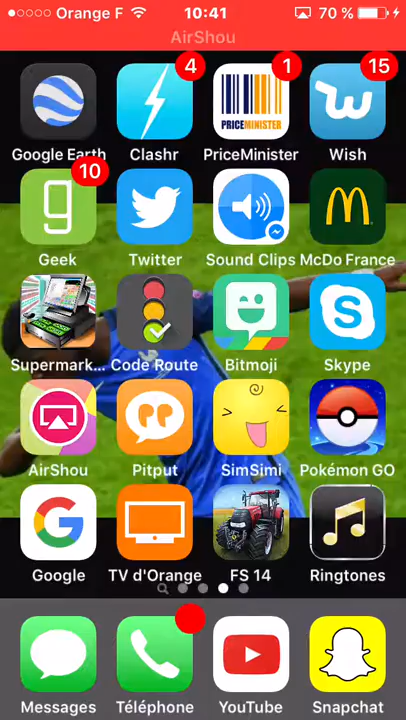 Orange F 10:41 70 %
AirShou
4 1 15
PRICEMINISTER
Google Earth Clashr PriceMinister Wish
10
Geek Twitter Sound Clips McDo France
Supermark... Code Route Bitmoji Skype
AirShou Pitput SimSimi Pokémon GO
Google TV d'Orange FS 14 Ringtones
Messages Téléphone YouTube Snapchat